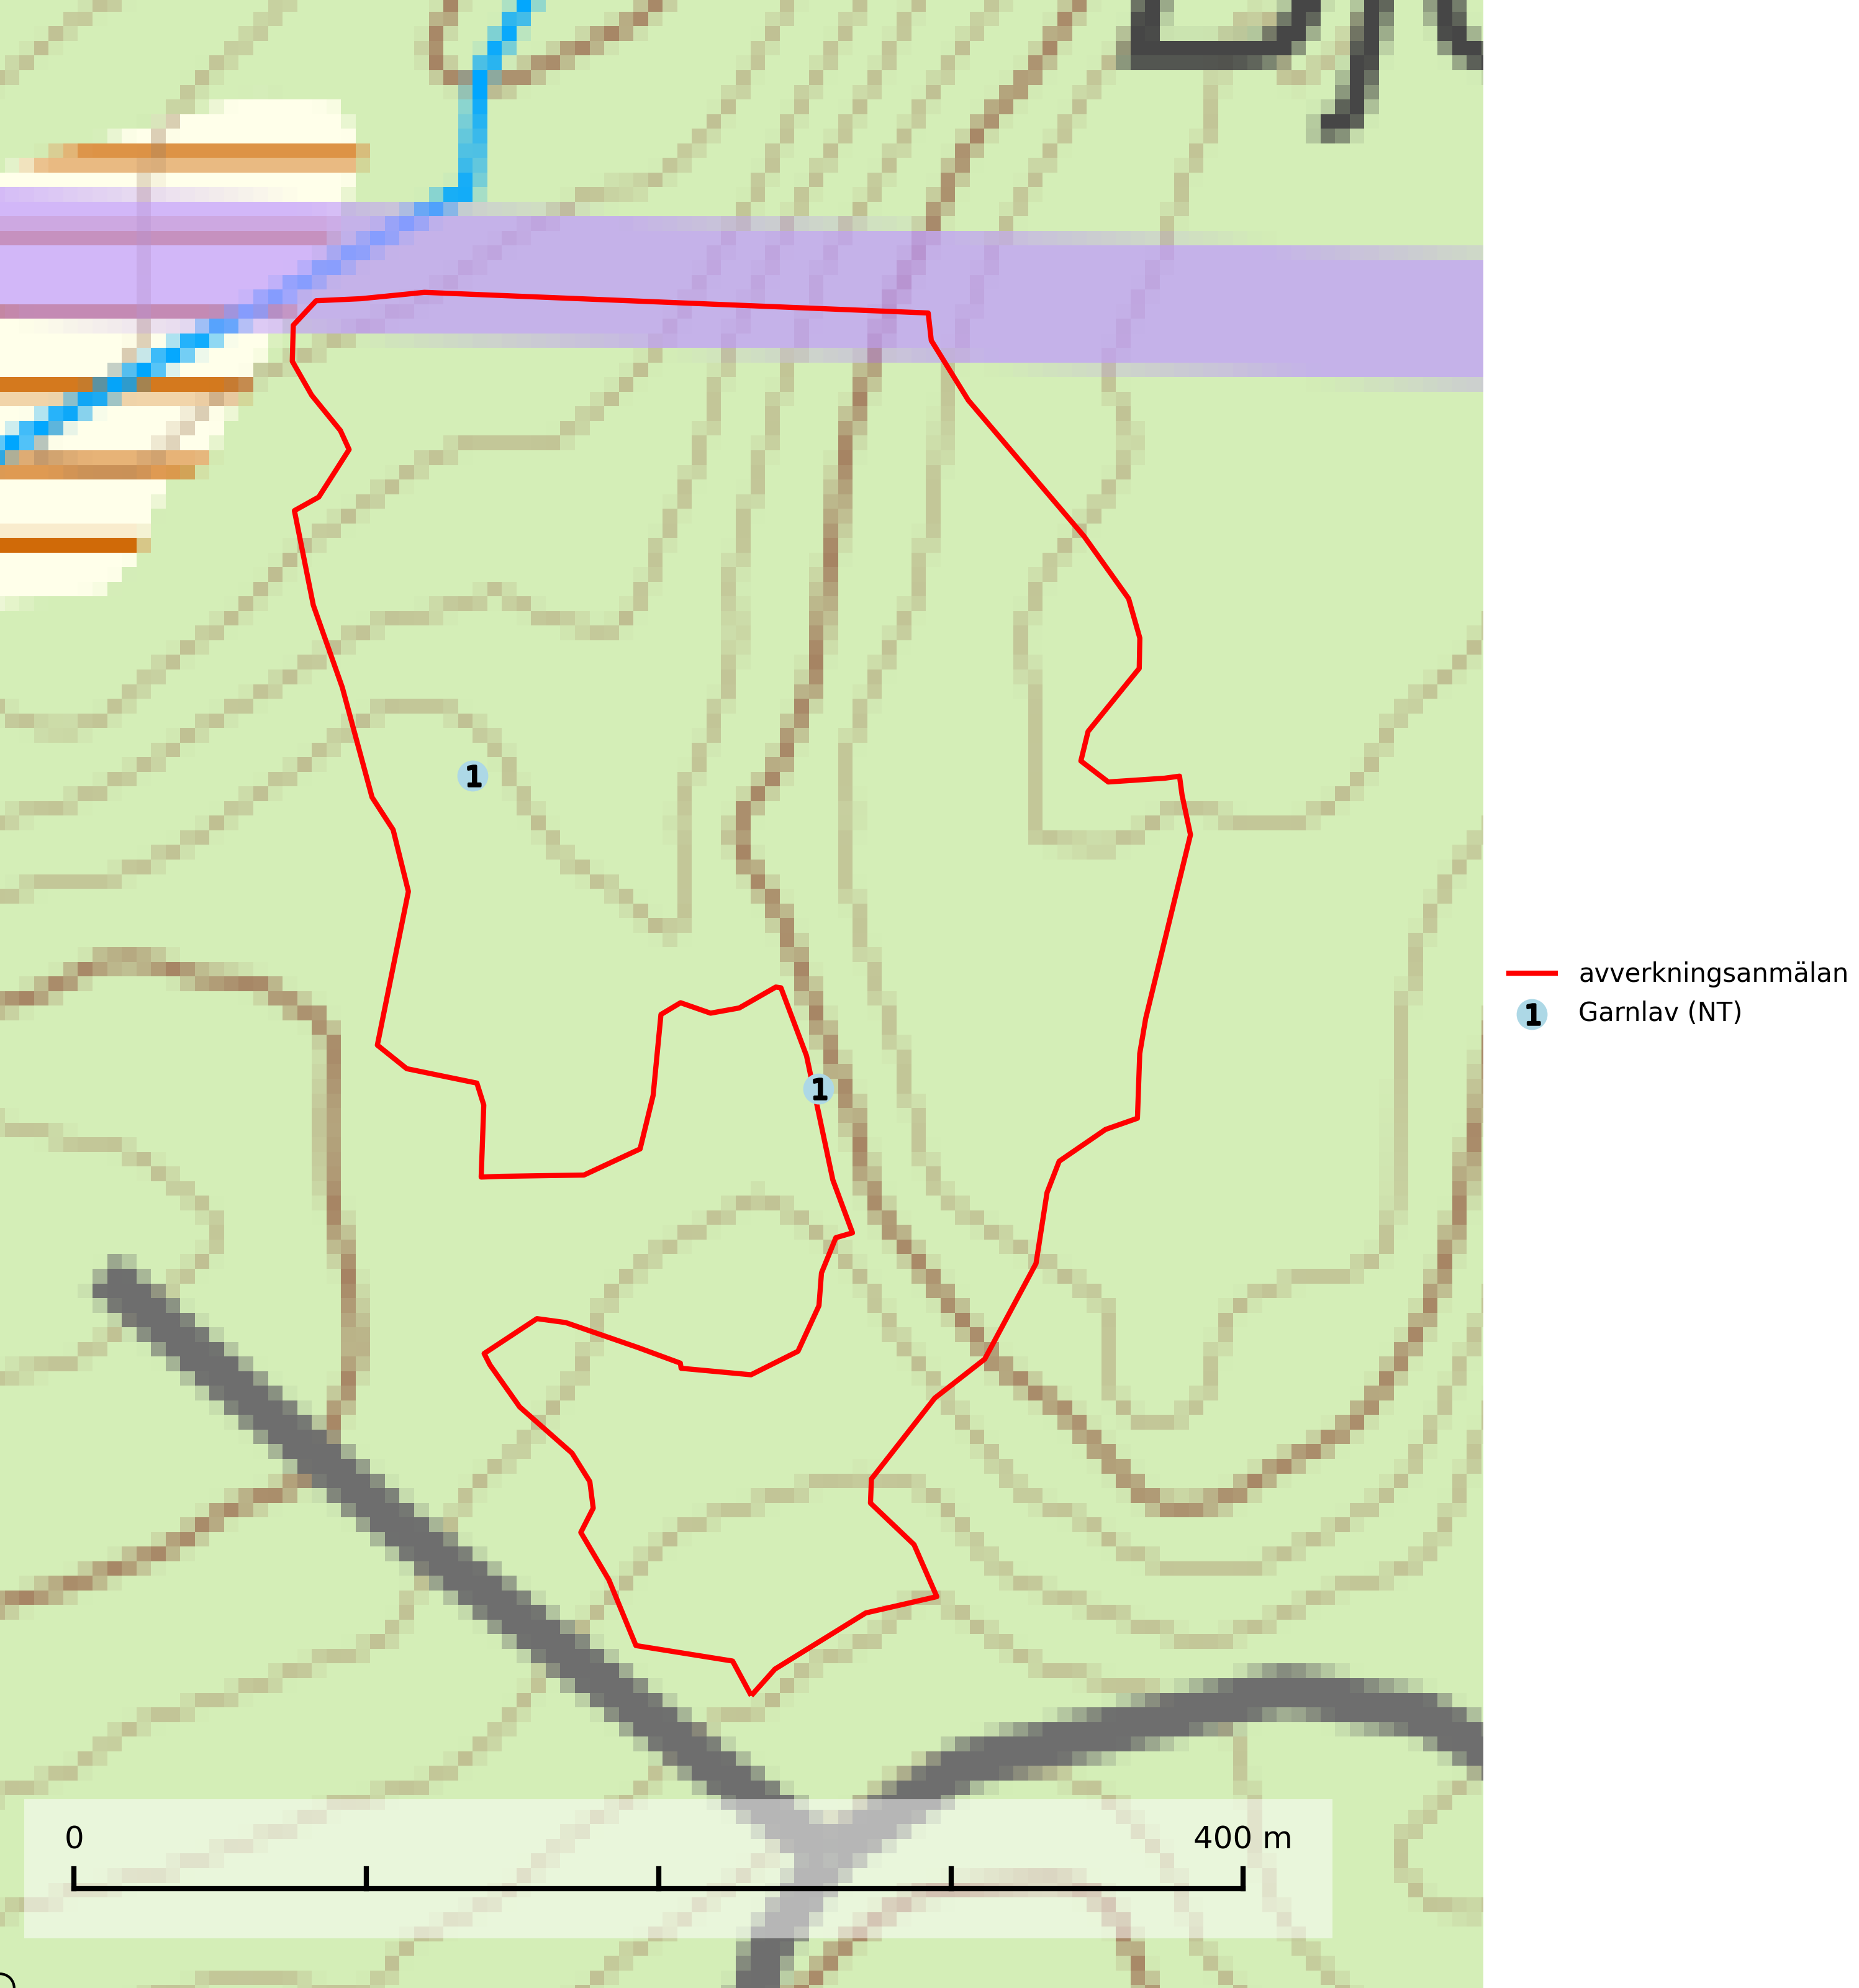 1
1
avverkningsanmälan
1 Garnlav (NT)
0 400 m